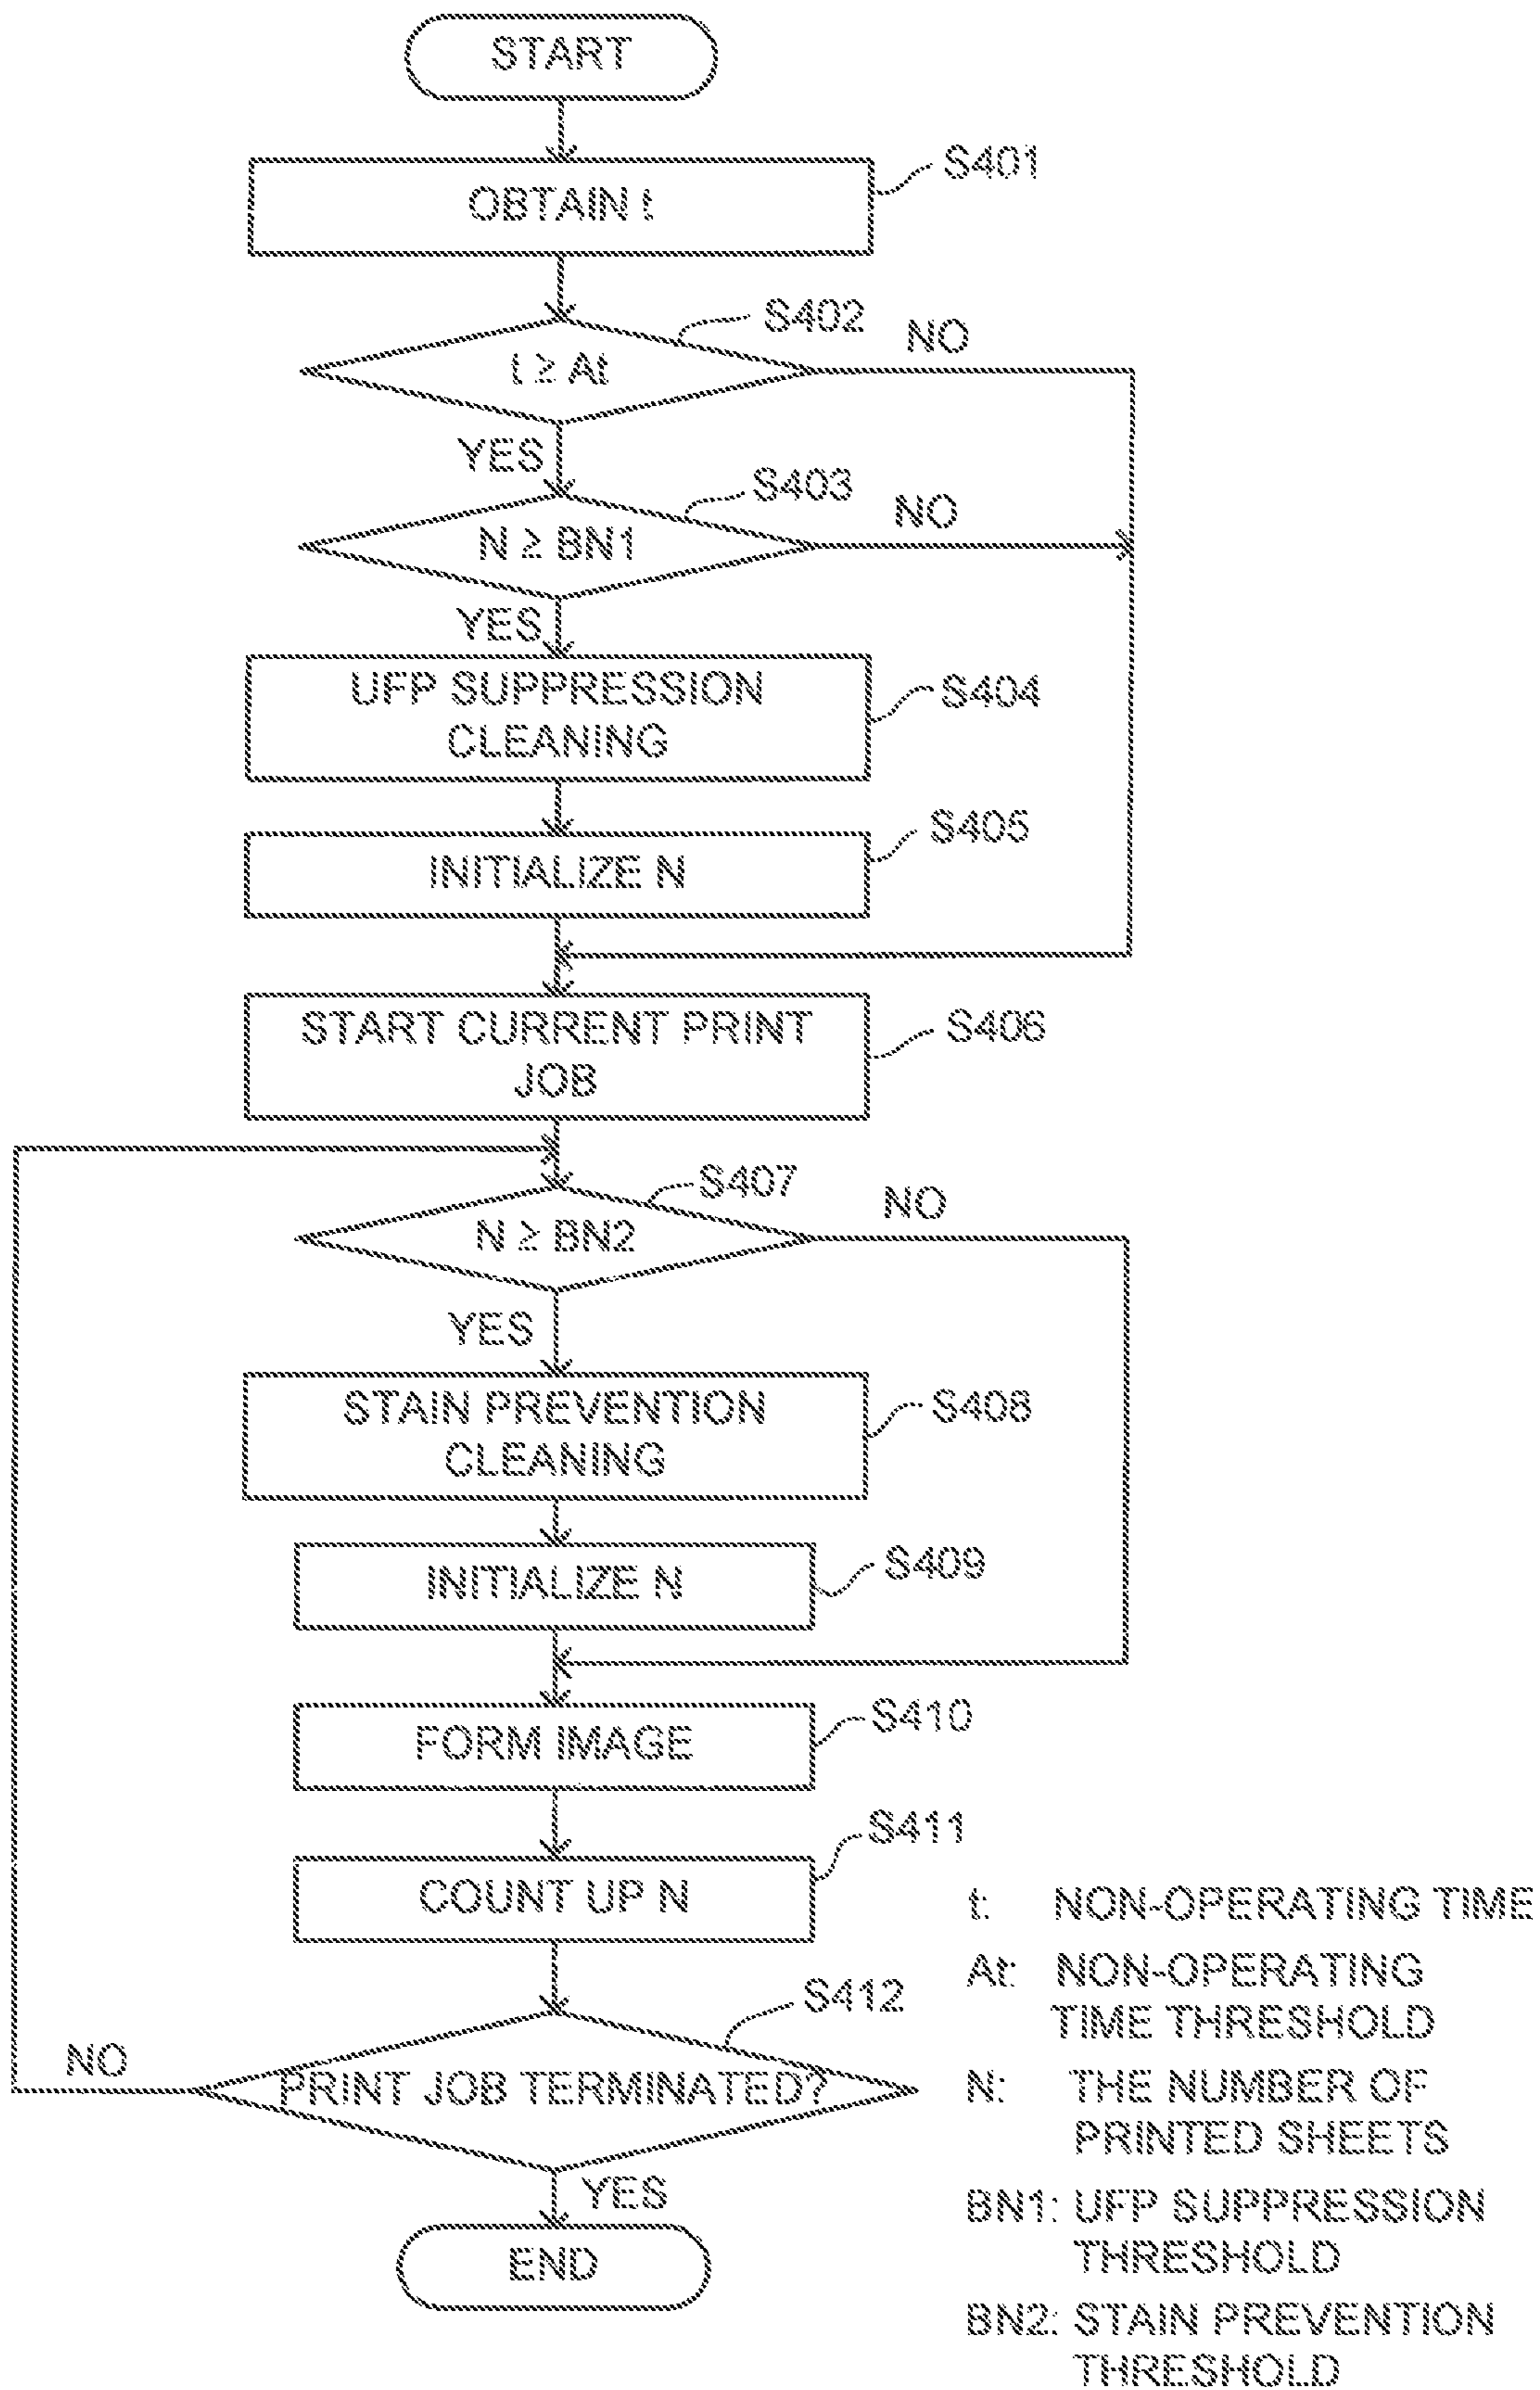 START
OBTAIN t
S401
t ≥ At
S402
NO
YES
N ≥ BN1
S403
NO
YES
UFP SUPPRESSION
CLEANING
S404
INITIALIZE N
S405
START CURRENT PRINT
JOB
S406
N ≥ BN2
S407
NO
YES
STAIN PREVENTION
CLEANING
S408
INITIALIZE N
S409
FORM IMAGE
S410
COUNT UP N
S411
PRINT JOB TERMINATED?
S412
NO
YES
END
t: NON-OPERATING TIME
At: NON-OPERATING
TIME THRESHOLD
N: THE NUMBER OF
PRINTED SHEETS
BN1: UFP SUPPRESSION
THRESHOLD
BN2: STAIN PREVENTION
THRESHOLD